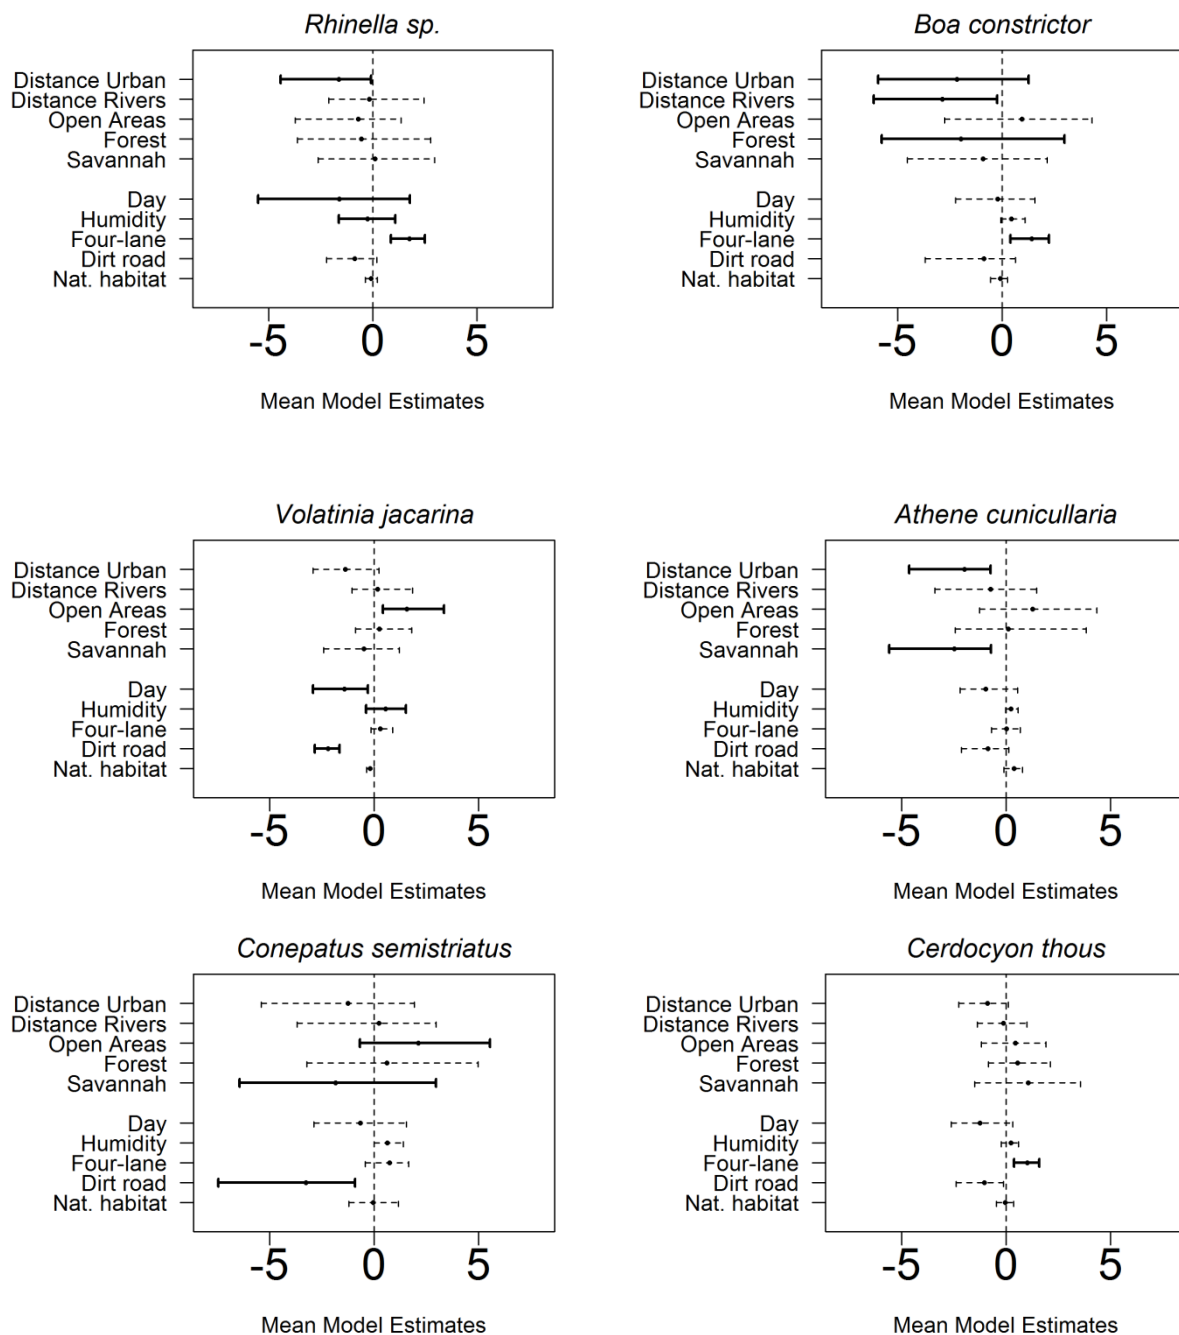 Rhinella sp.
Distance Urban
Distance Rivers
Open Areas
Forest
Savannah
Day
Humidity
Four-lane
Dirt road
Nat. habitat
-5 0 5
Mean Model Estimates
Boa constrictor
Distance Urban
Distance Rivers
Open Areas
Forest
Savannah
Day
Humidity
Four-lane
Dirt road
Nat. habitat
-5 0 5
Mean Model Estimates
Volatinia jacarina
Distance Urban
Distance Rivers
Open Areas
Forest
Savannah
Day
Humidity
Four-lane
Dirt road
Nat. habitat
-5 0 5
Mean Model Estimates
Athene cunicullaria
Distance Urban
Distance Rivers
Open Areas
Forest
Savannah
Day
Humidity
Four-lane
Dirt road
Nat. habitat
-5 0 5
Mean Model Estimates
Conepatus semistriatus
Distance Urban
Distance Rivers
Open Areas
Forest
Savannah
Day
Humidity
Four-lane
Dirt road
Nat. habitat
-5 0 5
Mean Model Estimates
Cerdocyon thous
Distance Urban
Distance Rivers
Open Areas
Forest
Savannah
Day
Humidity
Four-lane
Dirt road
Nat. habitat
-5 0 5
Mean Model Estimates